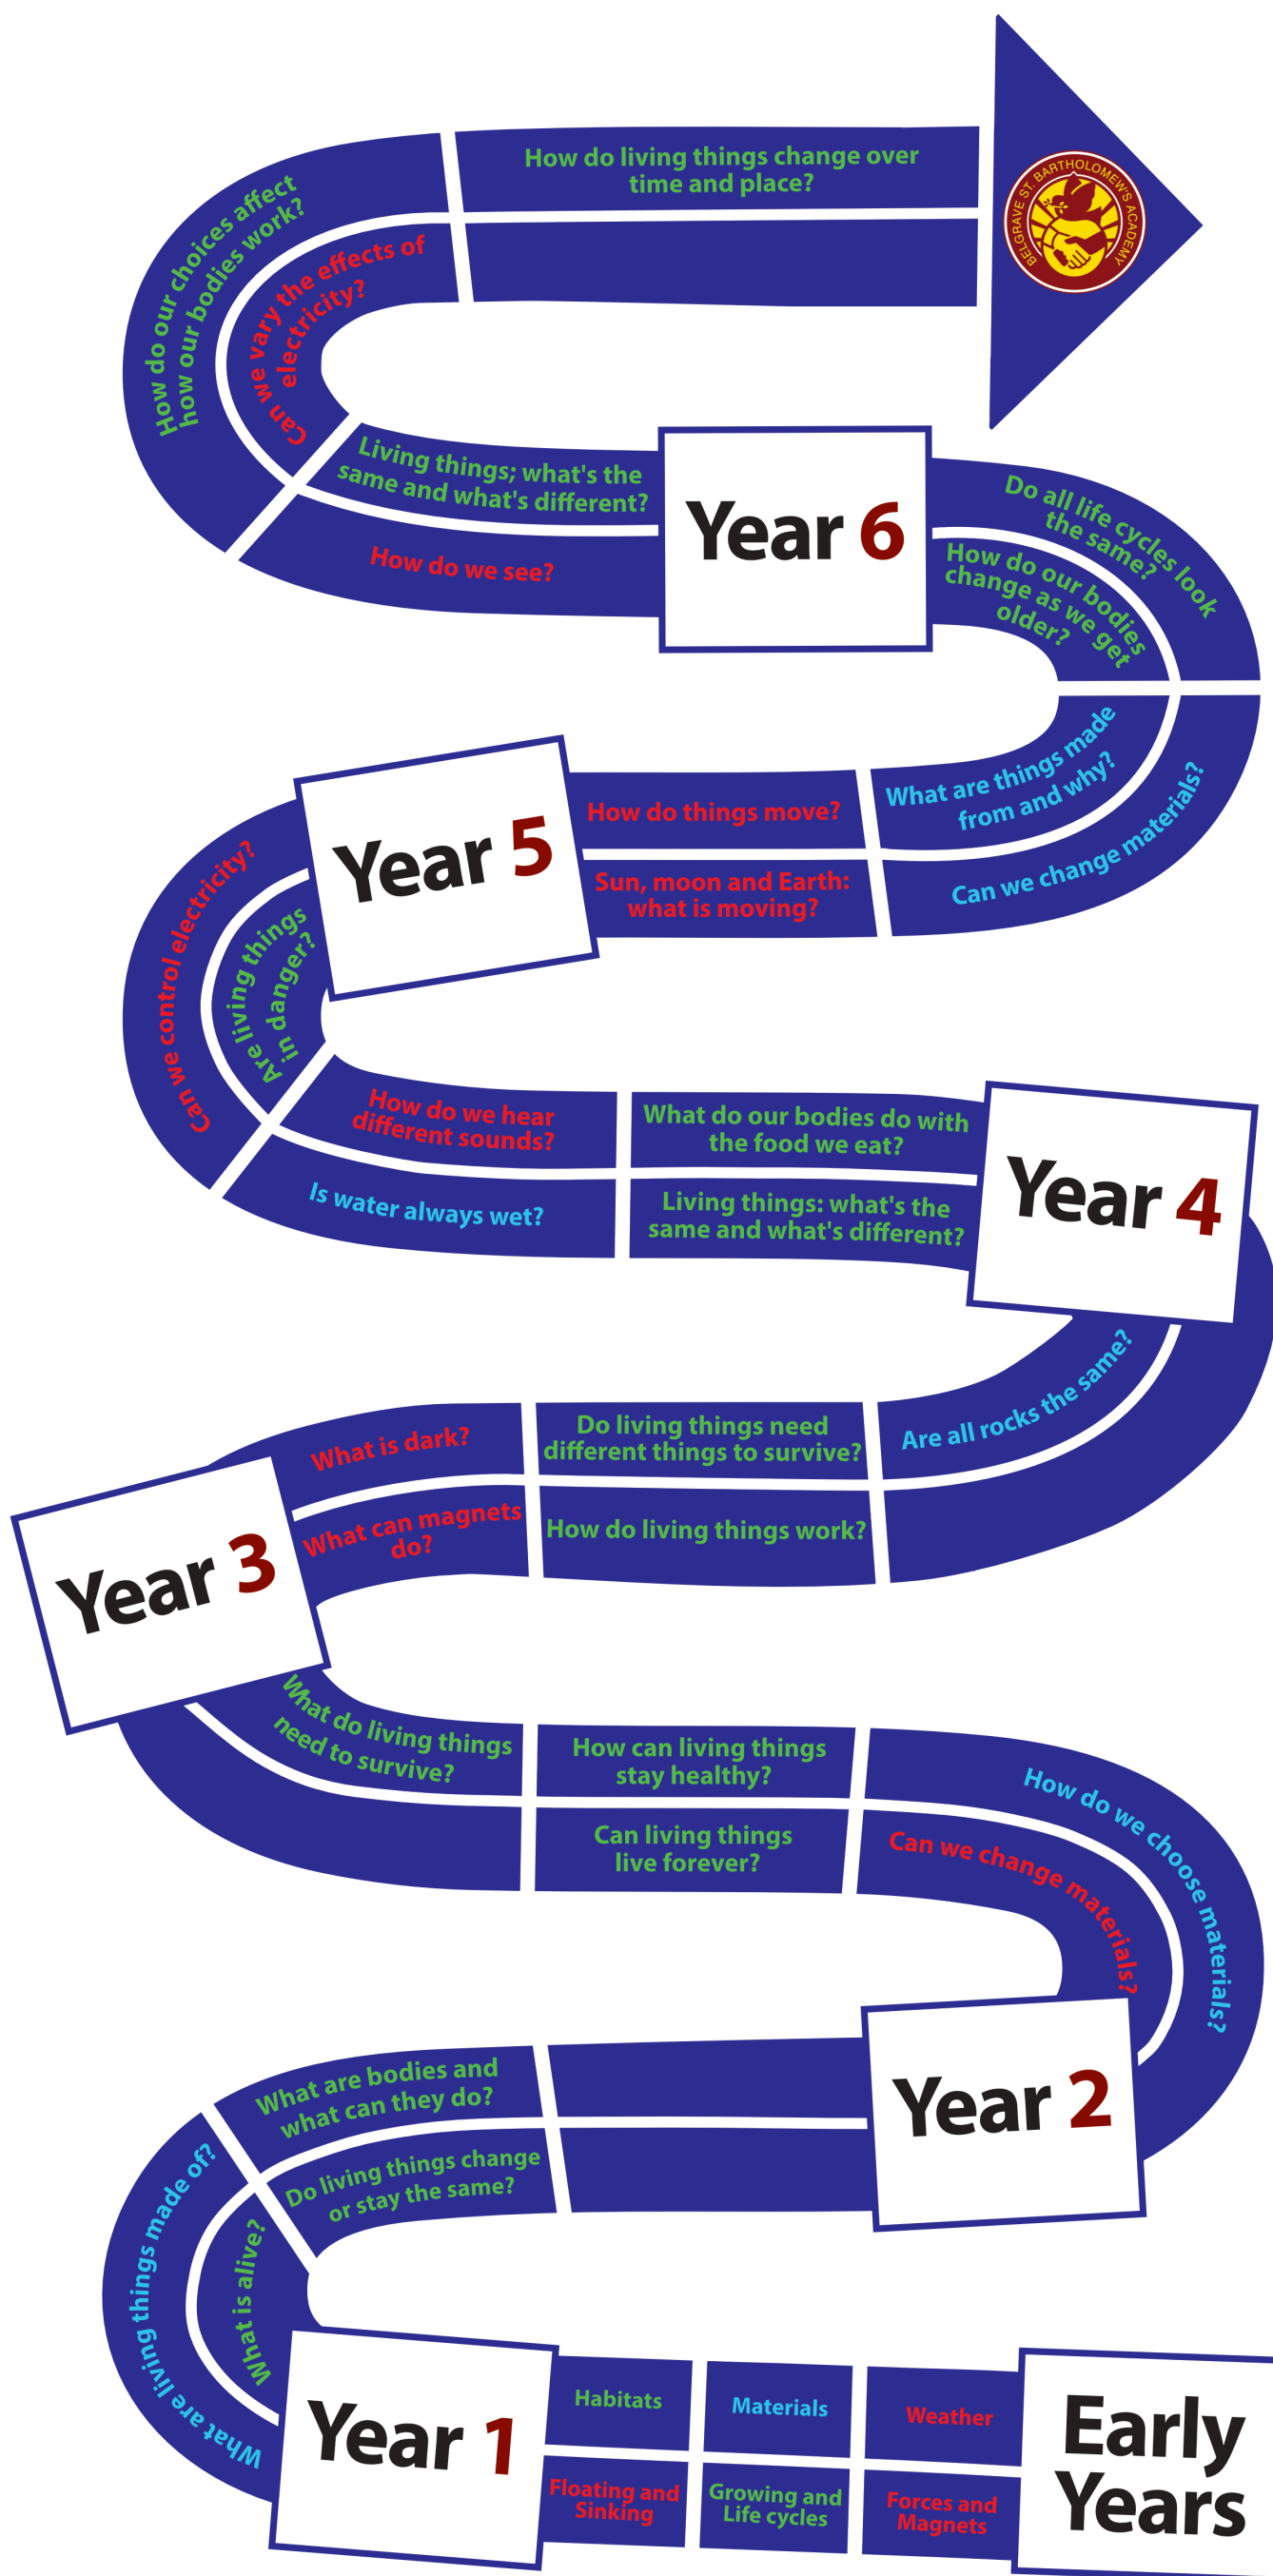 How do living things change over
time and place?
BELGRAVE ST. BARTHOLOMEW'S ACADEMY
How do our choices affect
how our bodies work?
Can we vary the effects of
electricity?
Living things; what's the
same and what's different?
How do we see?
Year 6
Do all life cycles look
the same?
How do our bodies
change as we get
older?
What are things made
from and why?
Can we change materials?
How do things move?
Sun, moon and Earth:
what is moving?
Year 5
Can we control electricity?
Are living things
in danger?
How do we hear
different sounds?
Is water always wet?
What do our bodies do with
the food we eat?
Living things: what's the
same and what's different?
Year 4
Are all rocks the same?
Do living things need
different things to survive?
How do living things work?
What is dark?
What can magnets
do?
Year 3
What do living things
need to survive?
How can living things
stay healthy?
Can living things
live forever?
How do we choose materials?
Can we change materials?
Year 2
What are bodies and
what can they do?
Do living things change
or stay the same?
What are living things made of?
What is alive?
Year 1
Habitats
Materials
Weather
Floating and
Sinking
Growing and
Life cycles
Forces and
Magnets
Early
Years